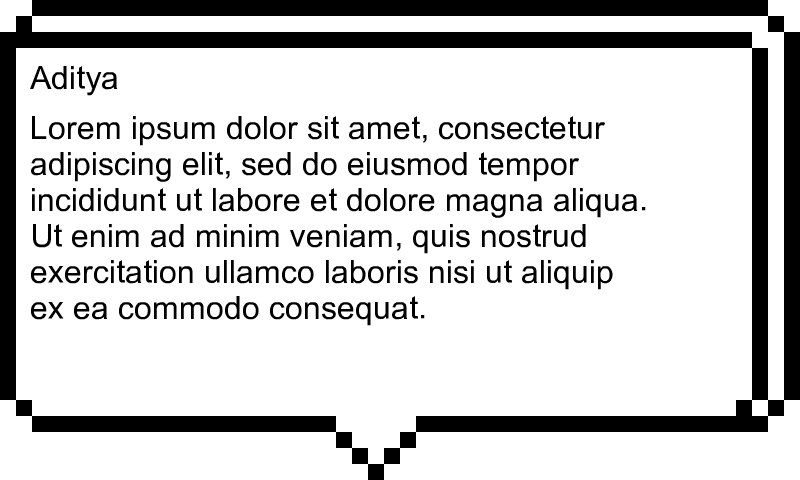 Aditya
Lorem ipsum dolor sit amet, consectetur
adipiscing elit, sed do eiusmod tempor
incididunt ut labore et dolore magna aliqua.
Ut enim ad minim veniam, quis nostrud
exercitation ullamco laboris nisi ut aliquip
ex ea commodo consequat.